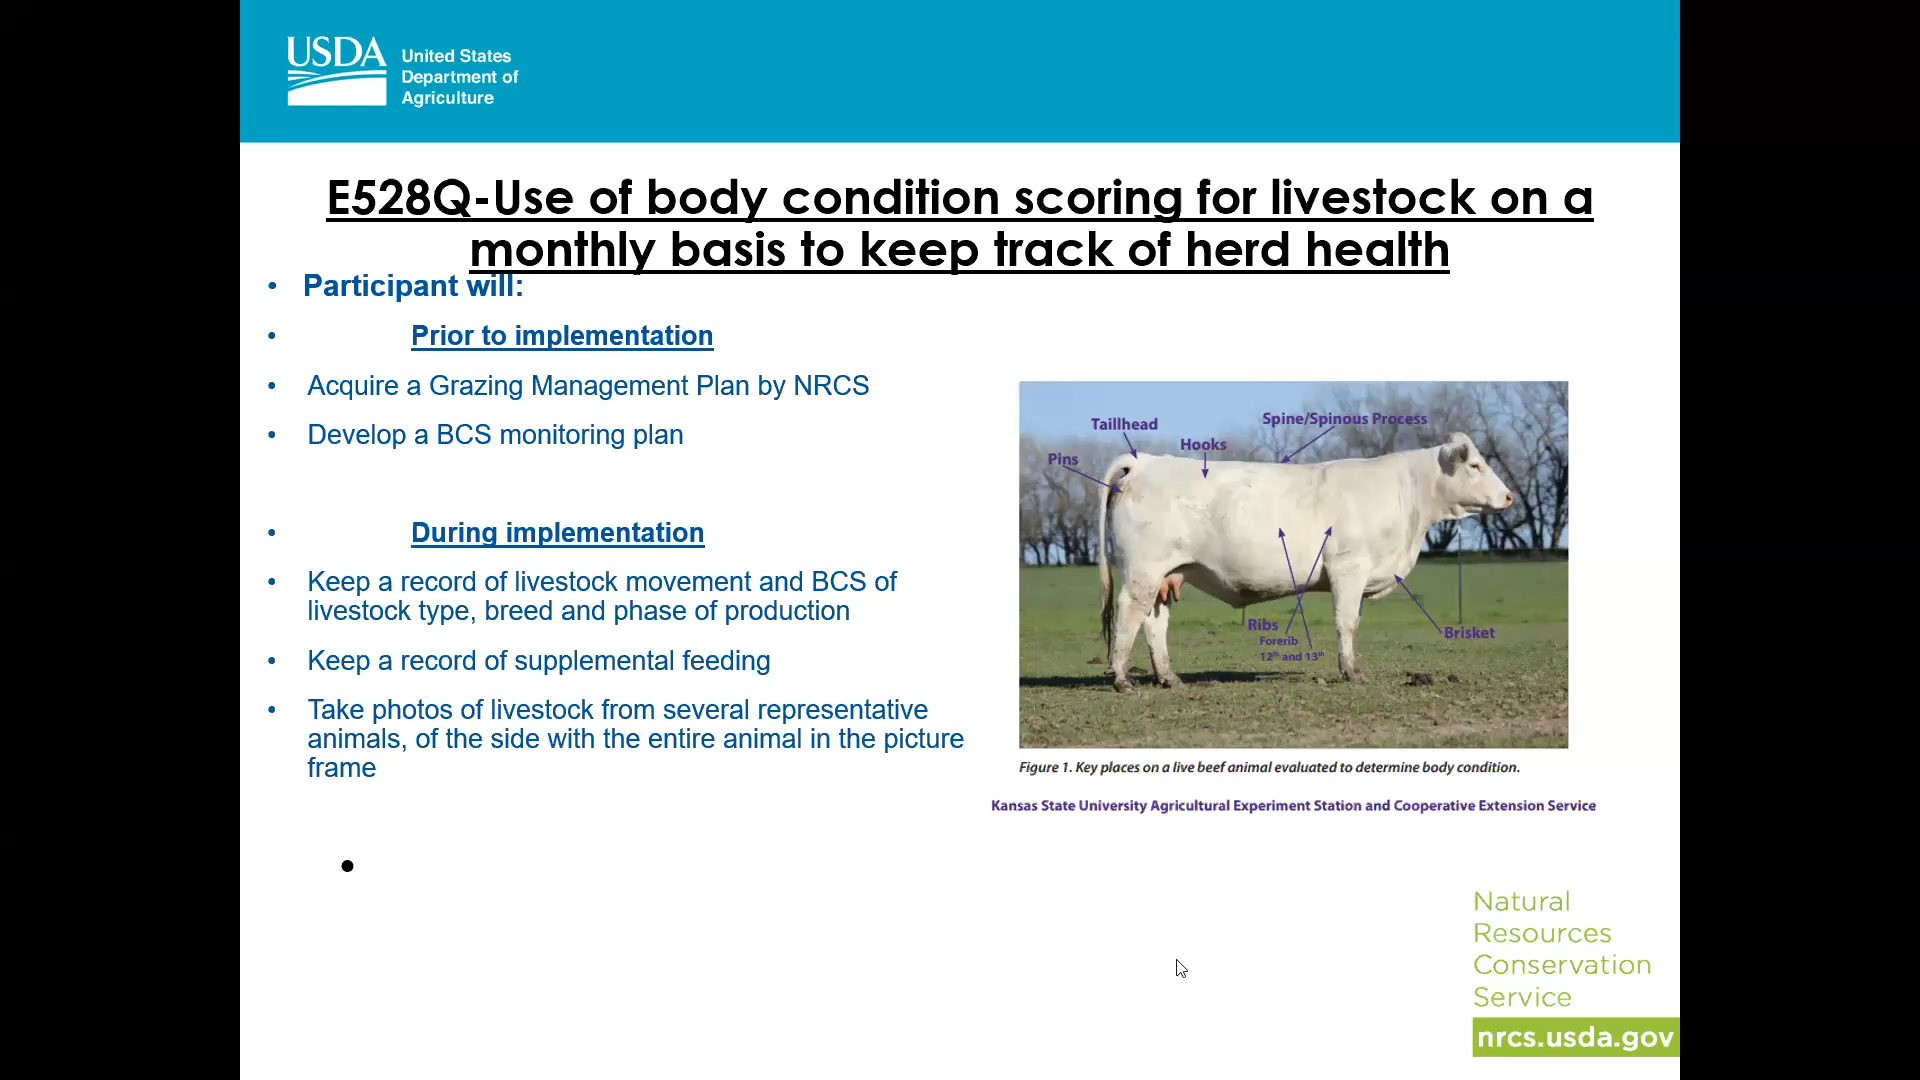 USDA
United States
Department of
Agriculture
E528Q-Use of body condition scoring for livestock on a
monthly basis to keep track of herd health
• Participant will:
• Prior to implementation
• Acquire a Grazing Management Plan by NRCS
• Develop a BCS monitoring plan
• During implementation
• Keep a record of livestock movement and BCS of
livestock type, breed and phase of production
• Keep a record of supplemental feeding
• Take photos of livestock from several representative
animals, of the side with the entire animal in the picture
frame
•
Taillhead
Spine/Spinous Process
Hooks
Pins
Ribs
Forerib
12th and 13th
Brisket
Figure 1. Key places on a live beef animal evaluated to determine body condition.
Kansas State University Agricultural Experiment Station and Cooperative Extension Service
Natural
Resources
Conservation
Service
nrcs.usda.gov